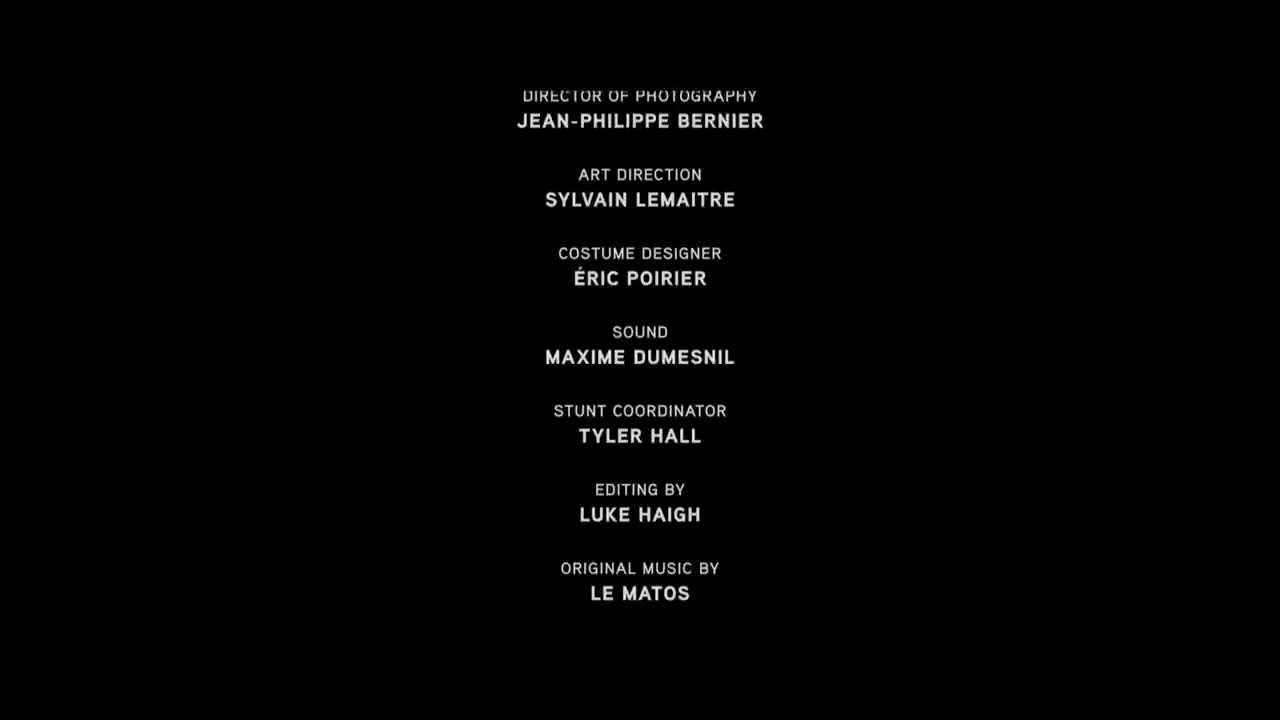 DIRECTOR OF PHOTOGRAPHY
JEAN-PHILIPPE BERNIER
ART DIRECTION
SYLVAIN LEMAITRE
COSTUME DESIGNER
ÉRIC POIRIER
SOUND
MAXIME DUMESNIL
STUNT COORDINATOR
TYLER HALL
EDITING BY
LUKE HAIGH
ORIGINAL MUSIC BY
LE MATOS